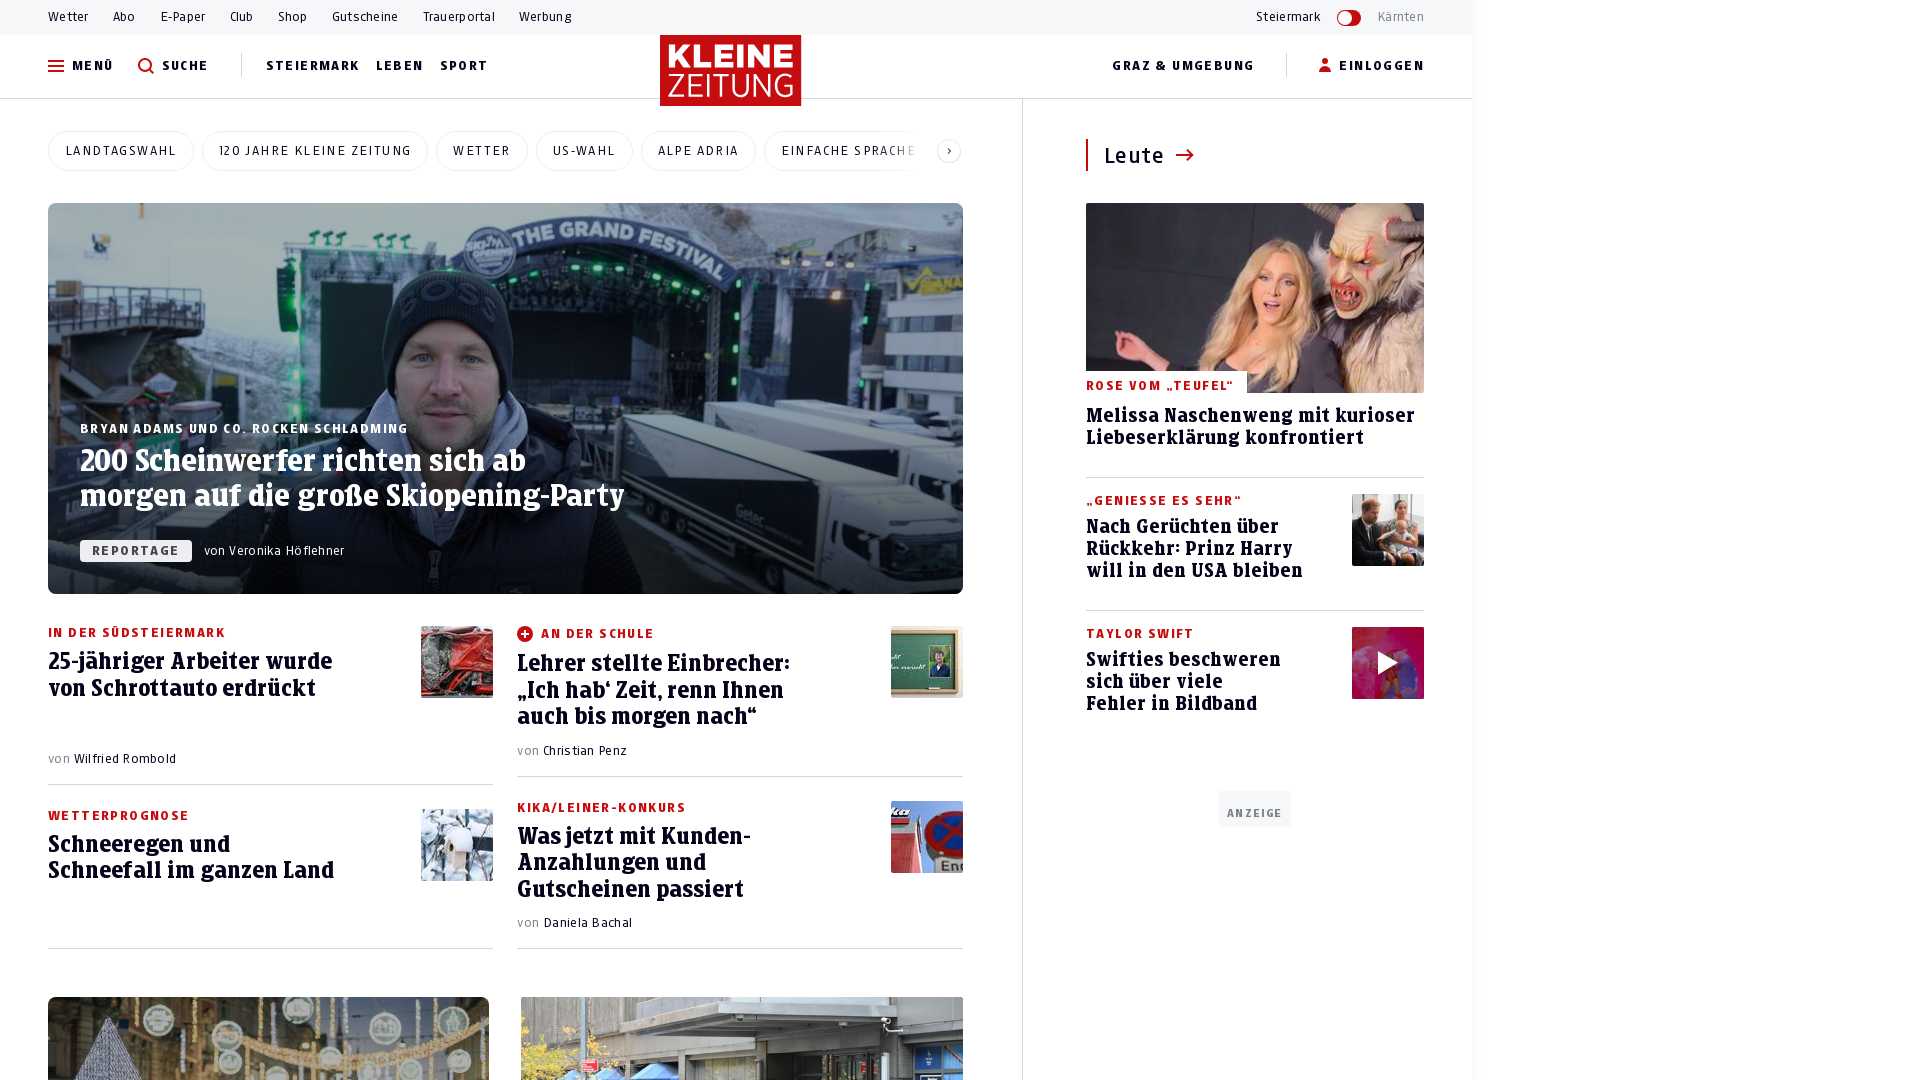 Wetter Abo E-Paper Club Shop Gutscheine Trauerportal Werbung Steiermark Kärnten
MENÜ SUCHE STEIERMARK LEBEN SPORT KLEINE ZEITUNG GRAZ & UMGEBUNG EINLOGGEN
LANDTAGSWAHL 120 JAHRE KLEINE ZEITUNG WETTER US-WAHL ALPE ADRIA EINFACHE SPRACHE
THE GRAND FESTIVAL
BRYAN ADAMS UND CO. ROCKEN SCHLADMING
200 Scheinwerfer richten sich ab
morgen auf die große Skiopening-Party
REPORTAGE von Veronika Höflehner
Getec
IN DER SÜDSTEIERMARK
25-jähriger Arbeiter wurde
von Schrottauto erdrückt
von Wilfried Rombold
AN DER SCHULE
Lehrer stellte Einbrecher:
„Ich hab‘ Zeit, renn Ihnen
auch bis morgen nach“
von Christian Penz
WETTERPROGNOSE
Schneeregen und
Schneefall im ganzen Land
KIKA/LEINER-KONKURS
Was jetzt mit Kunden-
Anzahlungen und
Gutscheinen passiert
von Daniela Bachal
Leute
ROSE VOM „TEUFEL“
Melissa Naschenweng mit kurioser
Liebeserklärung konfrontiert
„GENIESSE ES SEHR“
Nach Gerüchten über
Rückkehr: Prinz Harry
will in den USA bleiben
TAYLOR SWIFT
Swifties beschweren
sich über viele
Fehler in Bildband
ANZEIGE